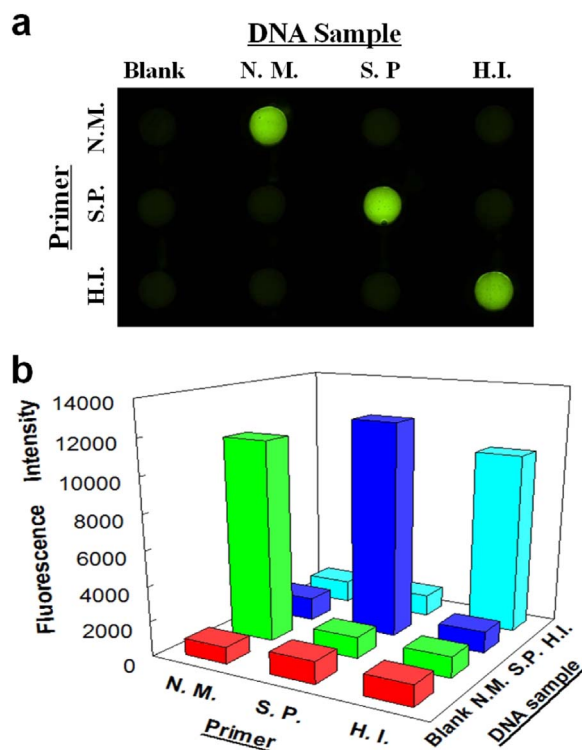 a
DNA Sample
Blank N. M. S. P H.I.
N.M.
S.P.
H.I.
Primer
b
14000
12000
10000
8000
6000
4000
2000
0
Fluorescence Intensity
N. M. S. P. H. I.
Primer
Blank N.M. S.P. H.I.
DNA sample